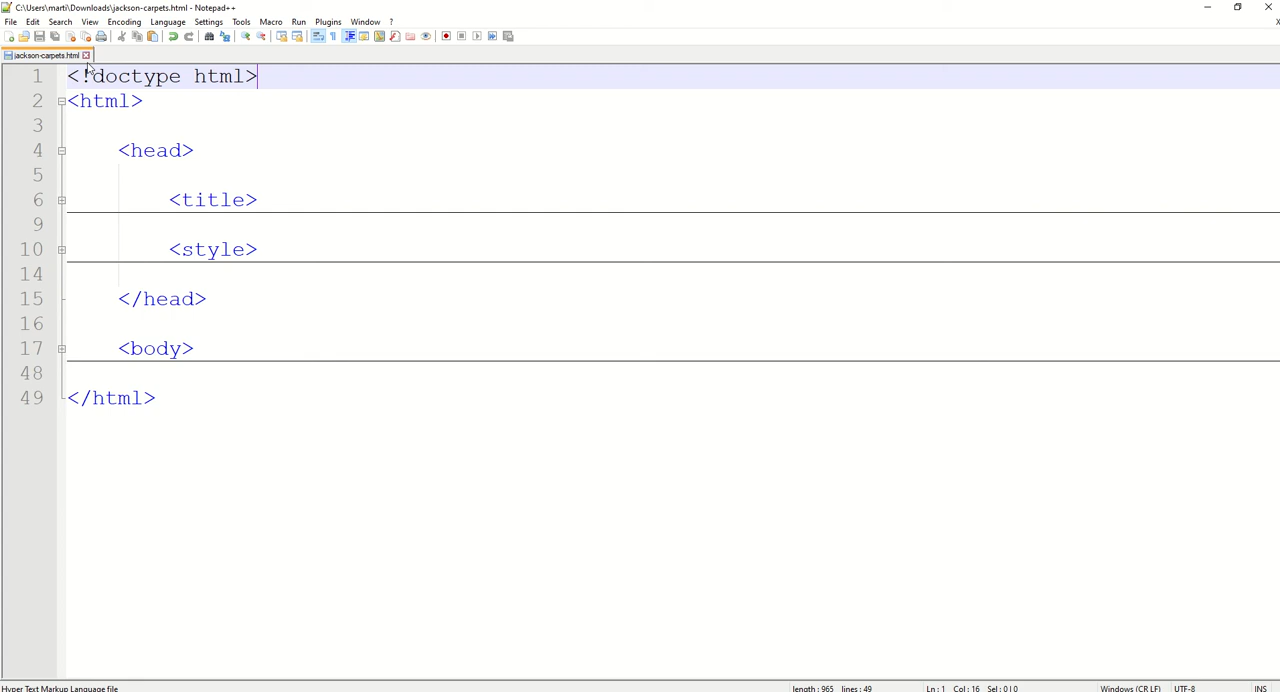 C:\Users\marti\Downloads\jackson-carpets.html - Notepad++
File Edit Search View Encoding Language Settings Tools Macro Run Plugins Window ?
jackson-carpets.html
1 <!doctype html>
2 <html>
3
4 <head>
5
6 <title>
9
10 <style>
14
15 </head>
16
17 <body>
48
49 </html>
Hyper Text Markup Language file length : 965 lines : 49 Ln : 1 Col : 16 Sel : 0 | 0 Windows (CR LF) UTF-8 INS